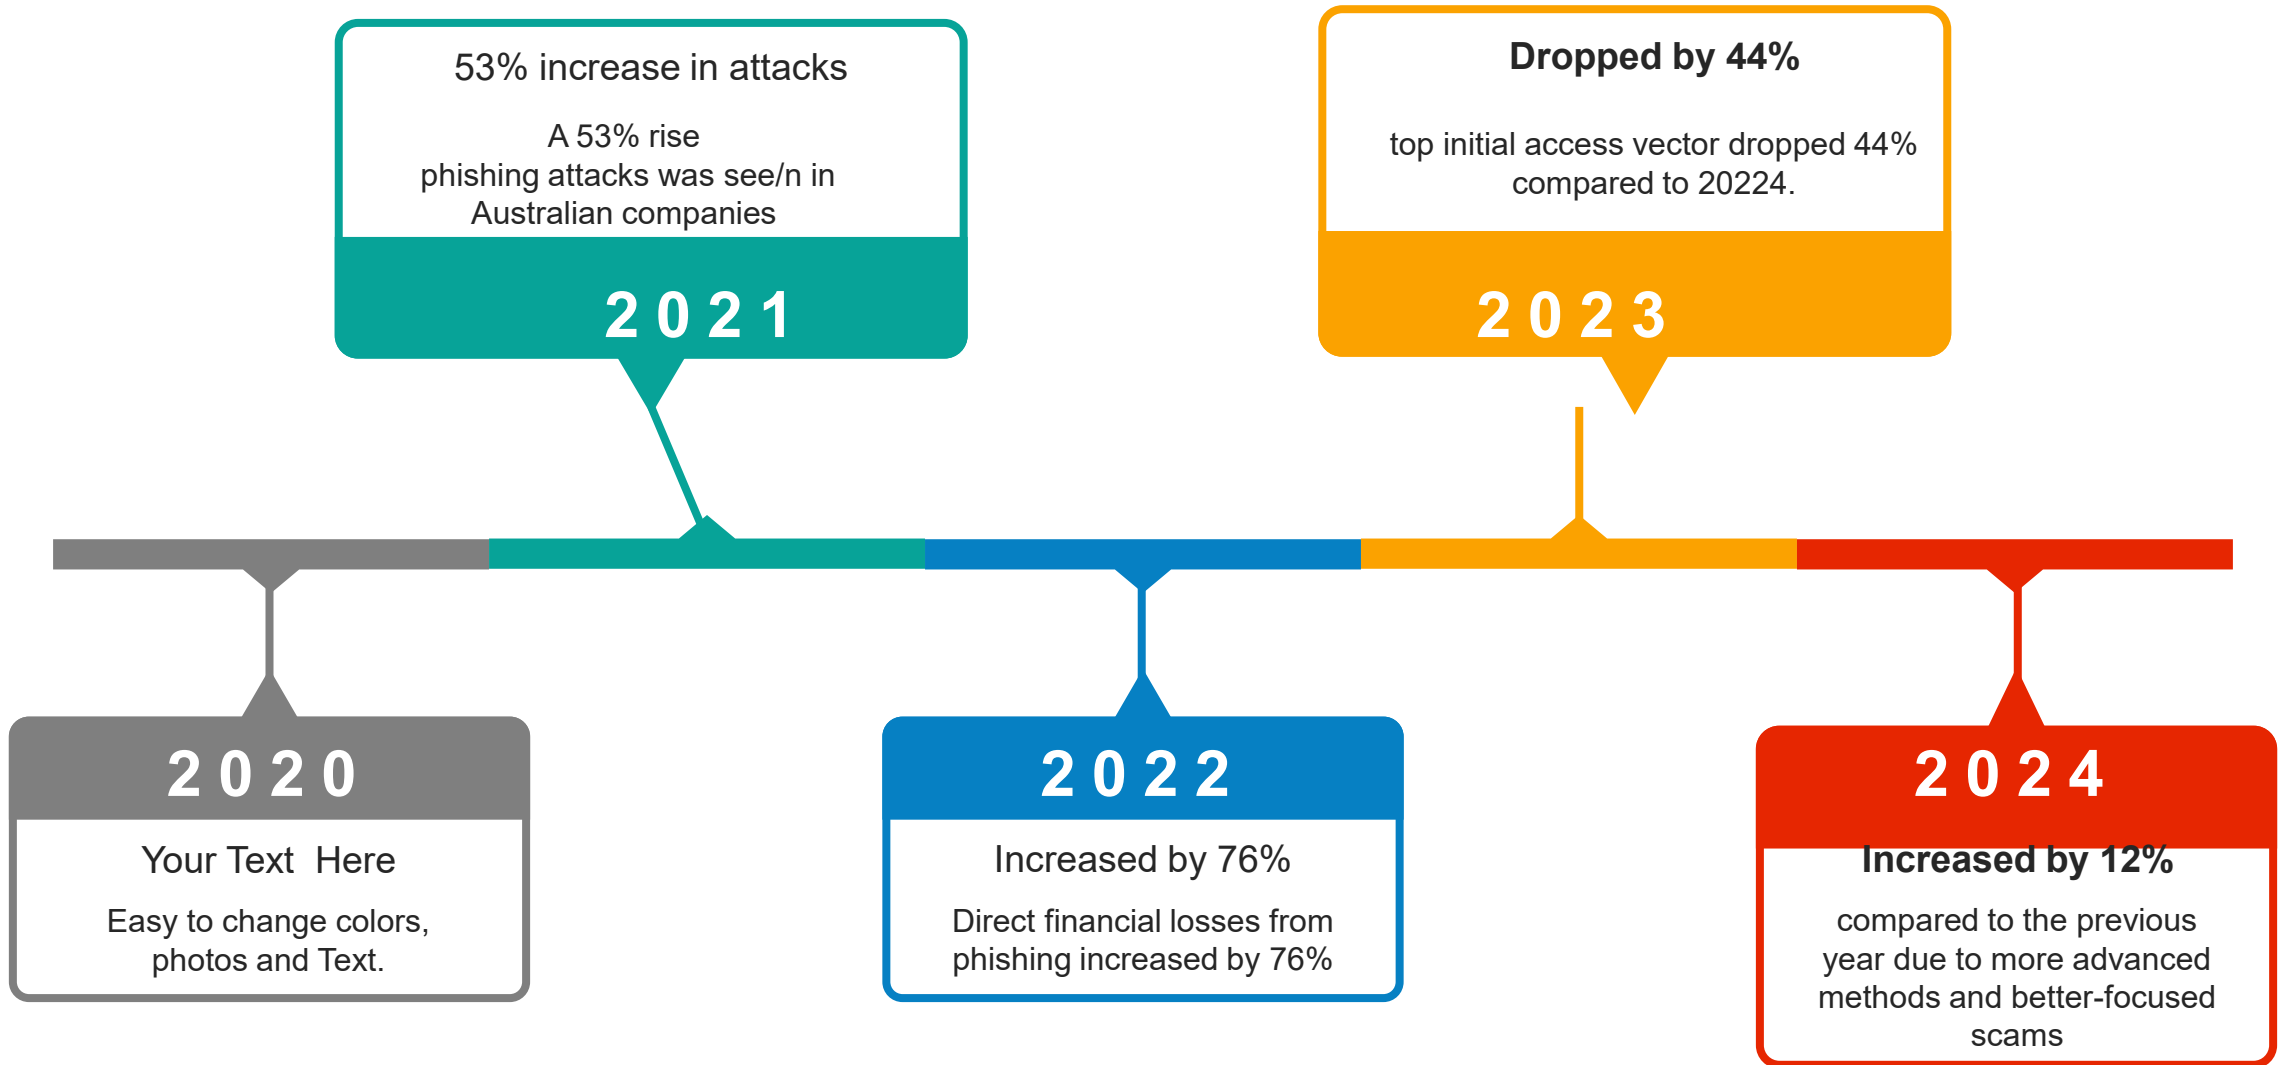 53% increase in attacks
A 53% rise
phishing attacks was see/n in
Australian companies
2021
Dropped by 44%
top initial access vector dropped 44%
compared to 20224.
2023
2020
Your Text  Here
Easy to change colors,
photos and Text.
2022
Increased by 76%
Direct financial losses from
phishing increased by 76%
2024
Increased by 12%
compared to the previous
year due to more advanced
methods and better-focused
scams